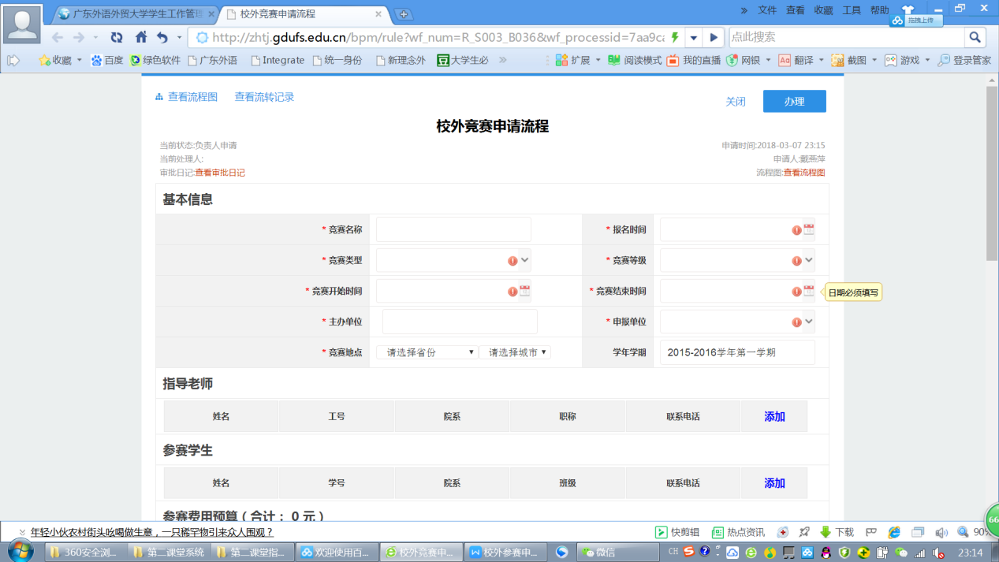 广东外语外贸大学学生工作管理
校外竞赛申请流程
» 文件 查看 收藏 工具 帮助
拖拽上传
http://zhtj.gdufs.edu.cn/bpm/rule?wf_num=R_S003_B036&wf_processid=7aa9ca
点此搜索
收藏 百度 绿色软件 广东外语 Integrate 统一身份 新理念外 大学生必 » 扩展 阅读模式 我的直播 网银 翻译 截图 游戏 登录管家
查看流程图 查看流转记录
关闭 办理
校外竞赛申请流程
当前状态:负责人申请 申请时间:2018-03-07 23:15
当前处理人: 申请人:戴燕萍
审批日记:查看审批日记 流程图:查看流程图
基本信息
* 竞赛名称 * 报名时间
* 竞赛类型 * 竞赛等级
* 竞赛开始时间 * 竞赛结束时间 日期必须填写
* 主办单位 * 申报单位
* 竞赛地点 请选择省份 请选择城市 学年学期 2015-2016学年第一学期
指导老师
姓名 工号 院系 职称 联系电话 添加
参赛学生
姓名 学号 院系 班级 联系电话 添加
参赛费用预算 ( 合计： 0 元 )
年轻小伙农村街头吆喝做生意，一只稀罕物引来众人围观？
快剪辑 热点资讯 下载 90%
66
360安全浏... 第二课堂系统 第二课堂指... 欢迎使用百... 校外竞赛申... 校外参赛申... 微信 CH 23:14